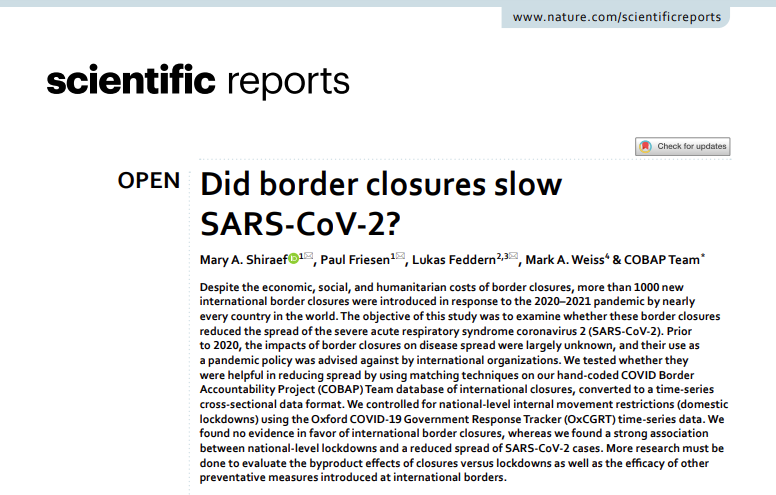 www.nature.com/scientificreports
scientific reports
Check for updates
OPEN
Did border closures slow
SARS-CoV-2?
Mary A. Shiraef1, Paul Friesen1, Lukas Feddern2,3, Mark A. Weiss4 & COBAP Team*
Despite the economic, social, and humanitarian costs of border closures, more than 1000 new
international border closures were introduced in response to the 2020–2021 pandemic by nearly
every country in the world. The objective of this study was to examine whether these border closures
reduced the spread of the severe acute respiratory syndrome coronavirus 2 (SARS-CoV-2). Prior
to 2020, the impacts of border closures on disease spread were largely unknown, and their use as
a pandemic policy was advised against by international organizations. We tested whether they
were helpful in reducing spread by using matching techniques on our hand-coded COVID Border
Accountability Project (COBAP) Team database of international closures, converted to a time-series
cross-sectional data format. We controlled for national-level internal movement restrictions (domestic
lockdowns) using the Oxford COVID-19 Government Response Tracker (OxCGRT) time-series data. We
found no evidence in favor of international border closures, whereas we found a strong association
between national-level lockdowns and a reduced spread of SARS-CoV-2 cases. More research must be
done to evaluate the byproduct effects of closures versus lockdowns as well as the efficacy of other
preventative measures introduced at international borders.